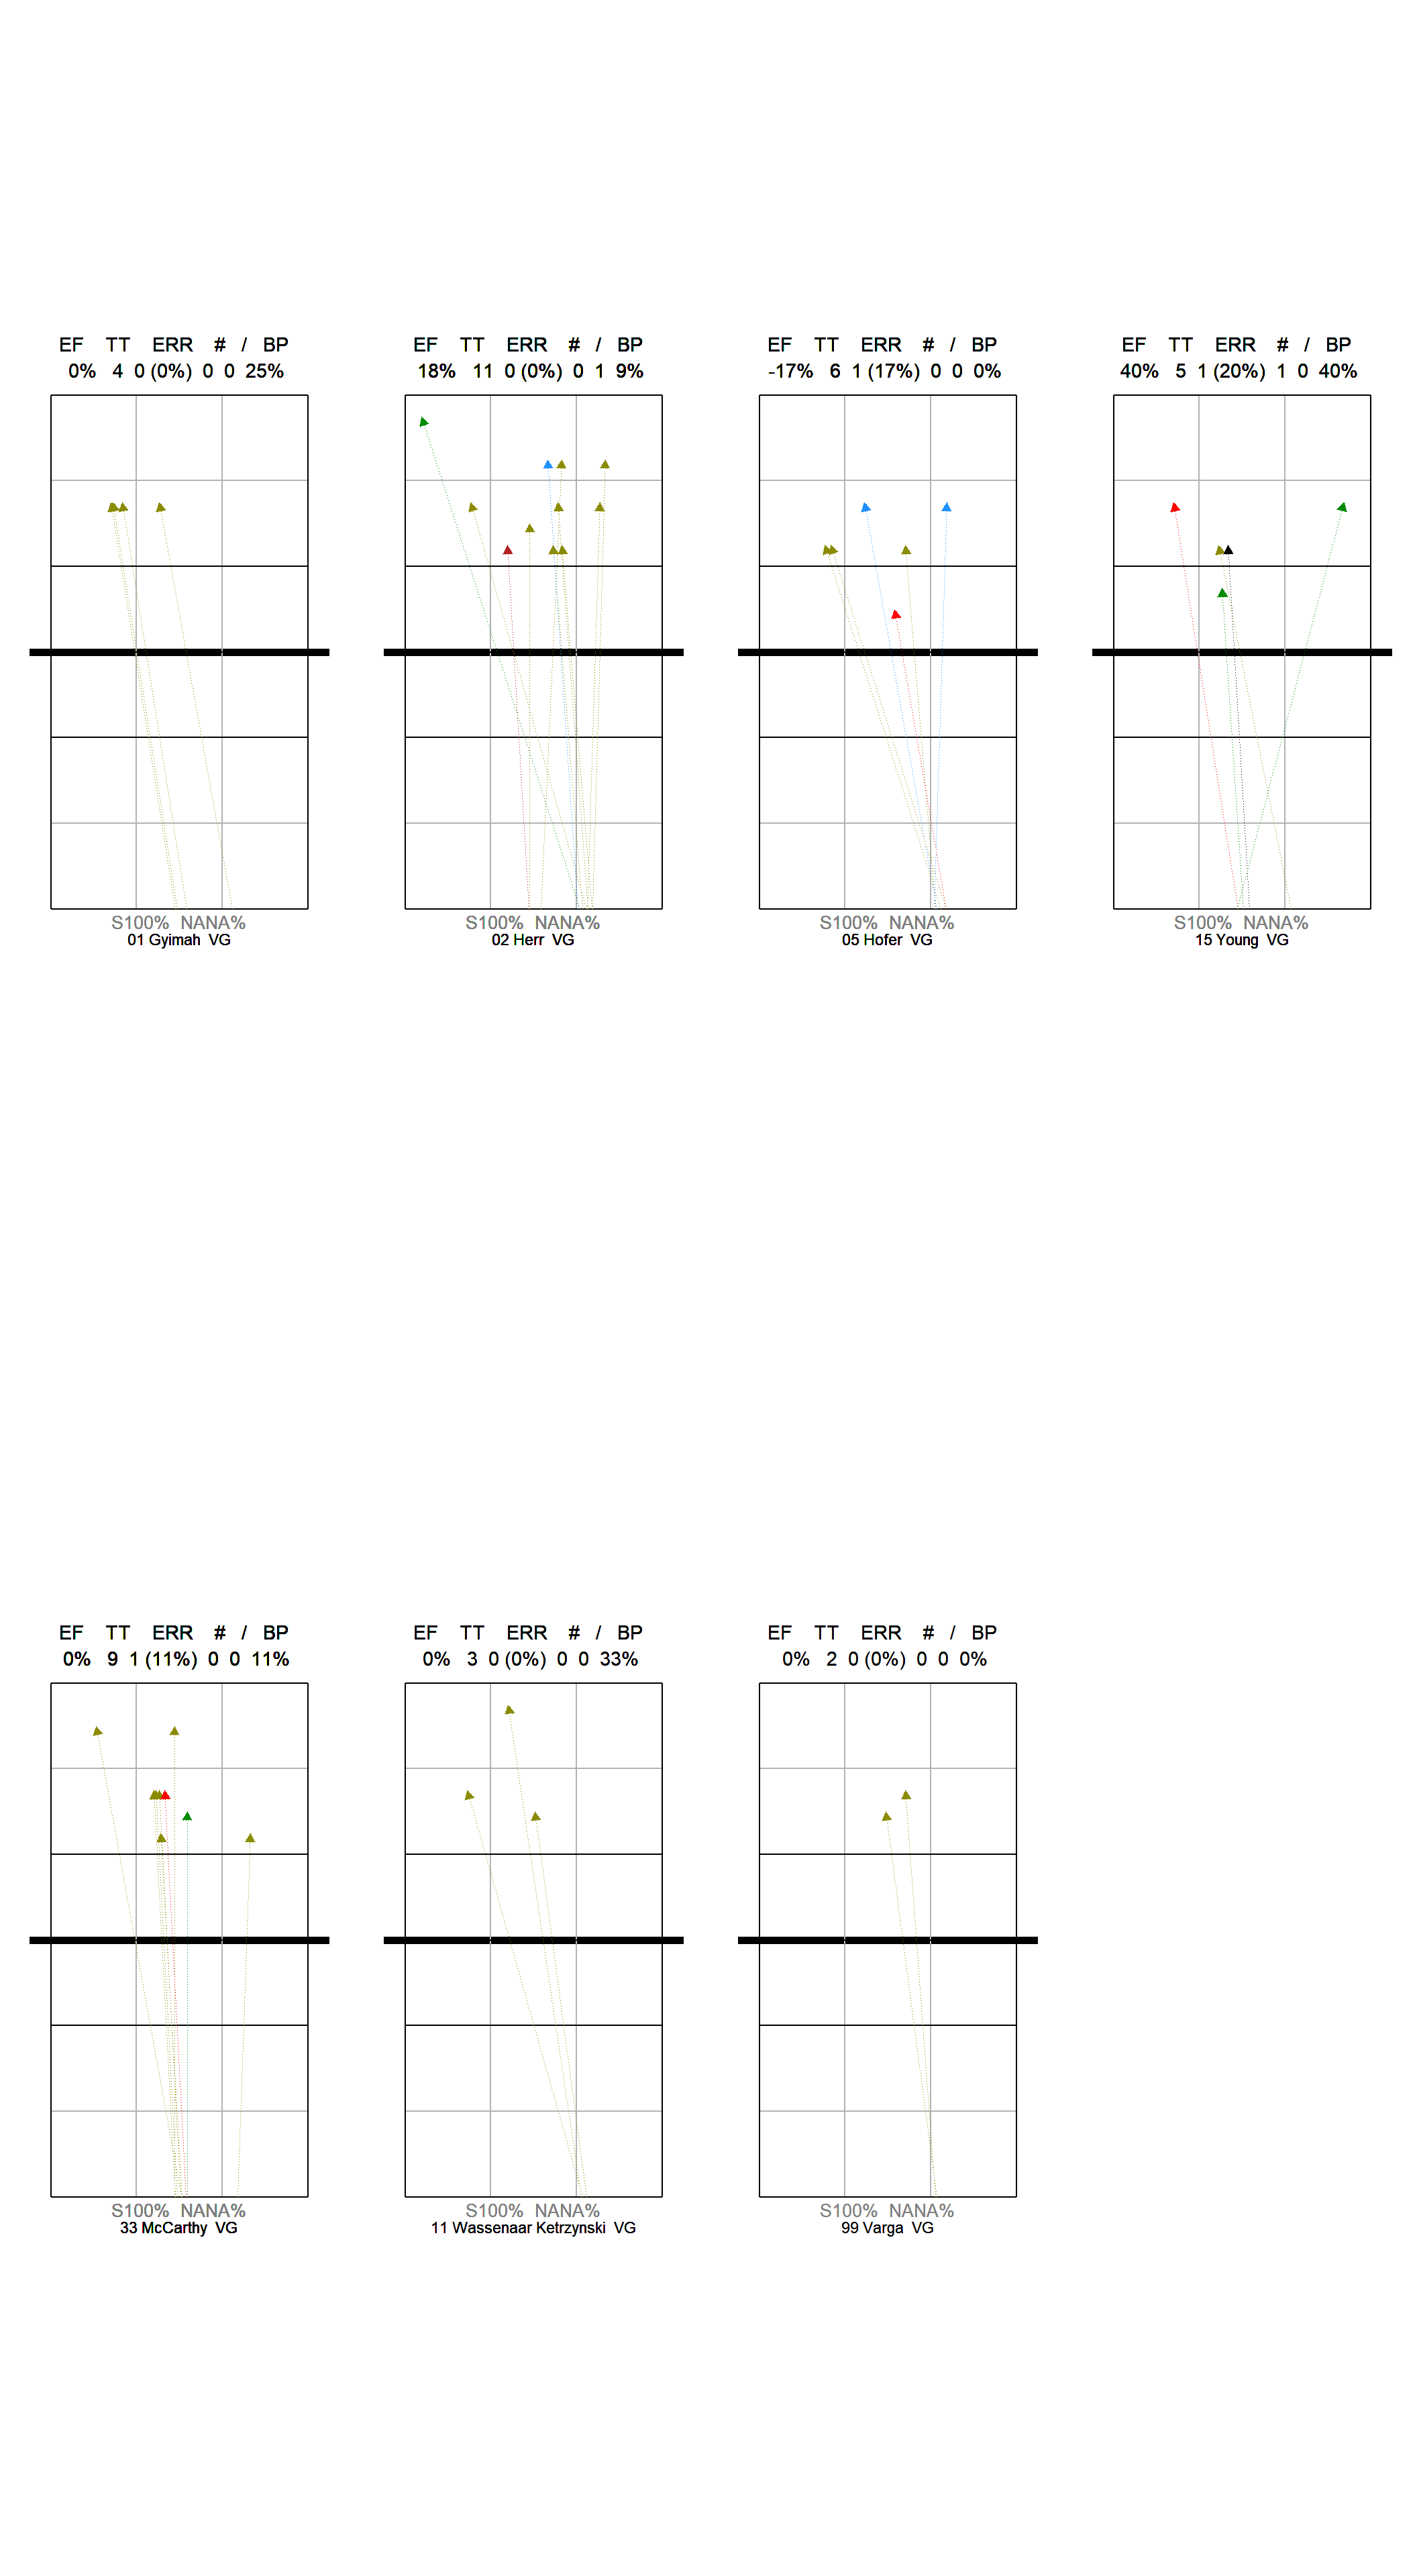 EF TT ERR # / BP EF TT ERR # / BP EF TT ERR # / BP EF TT ERR # / BP
0% 4 0 (0%) 0 0 25% 18% 11 0 (0%) 0 1 9% -17% 6 1 (17%) 0 0 0% 40% 5 1 (20%) 1 0 40%
S100% NANA% S100% NANA% S100% NANA% S100% NANA%
01 Gyimah VG 02 Herr VG 05 Hofer VG 15 Young VG
EF TT ERR # / BP EF TT ERR # / BP EF TT ERR # / BP
0% 9 1 (11%) 0 0 11% 0% 3 0 (0%) 0 0 33% 0% 2 0 (0%) 0 0 0%
S100% NANA% S100% NANA% S100% NANA%
33 McCarthy VG 11 Wassenaar Ketrzynski VG 99 Varga VG